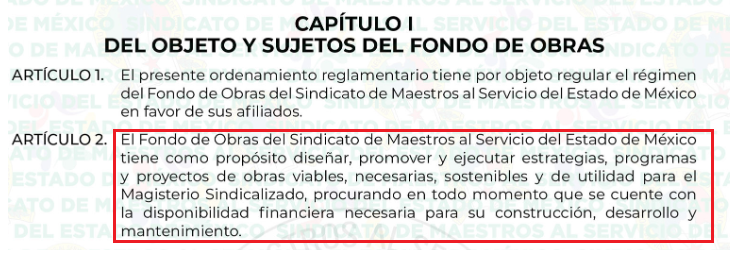 CAPÍTULO I
DEL OBJETO Y SUJETOS DEL FONDO DE OBRAS
ARTÍCULO 1. El presente ordenamiento reglamentario tiene por objeto regular el régimen
del Fondo de Obras del Sindicato de Maestros al Servicio del Estado de México
en favor de sus afiliados.
ARTÍCULO 2. El Fondo de Obras del Sindicato de Maestros al Servicio del Estado de México
tiene como propósito diseñar, promover y ejecutar estrategias, programas
y proyectos de obras viables, necesarias, sostenibles y de utilidad para el
Magisterio Sindicalizado, procurando en todo momento que se cuente con
la disponibilidad financiera necesaria para su construcción, desarrollo y
mantenimiento.